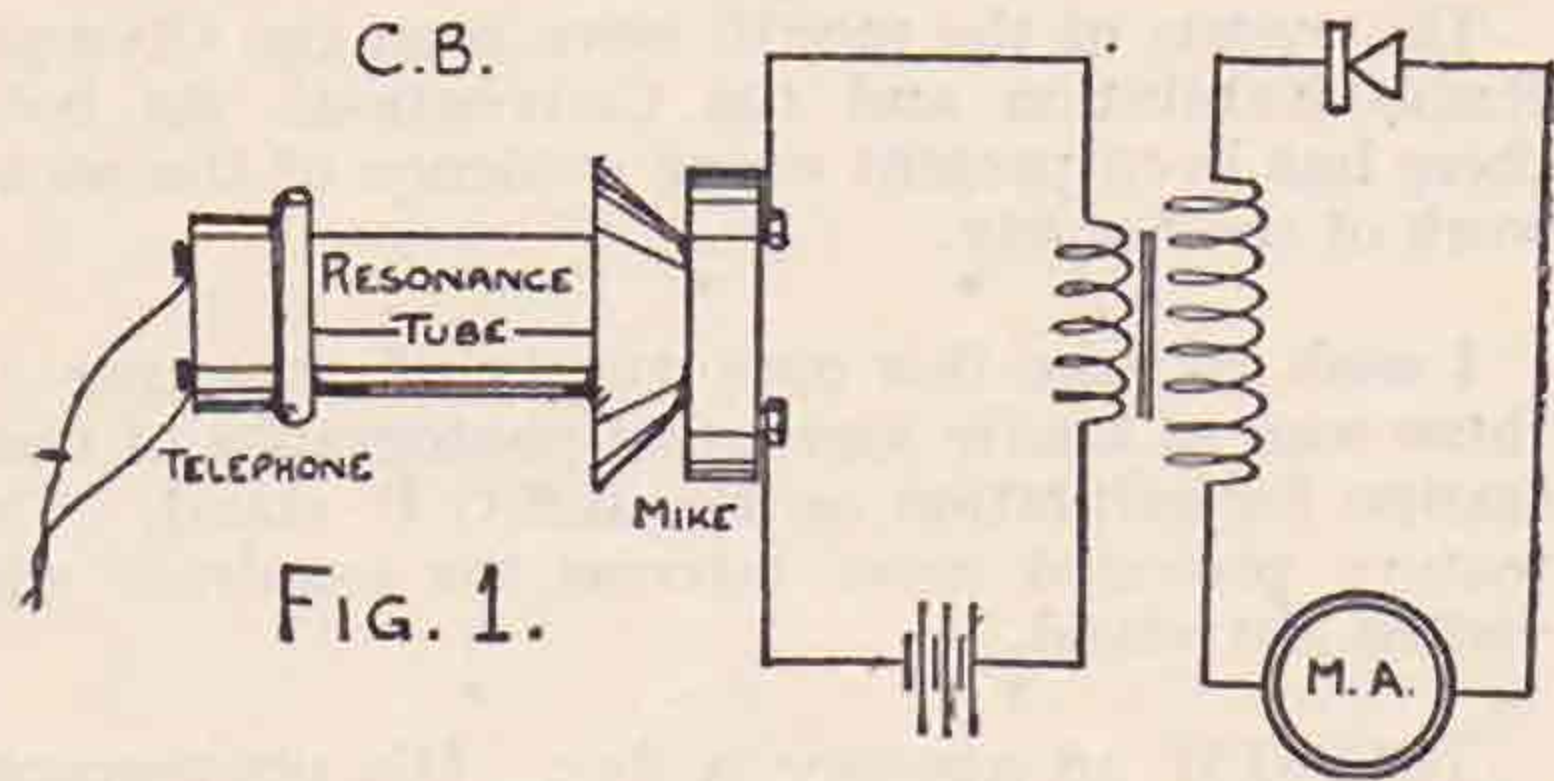 C.B.
RESONANCE
TUBE
TELEPHONE
MIKE
M.A.
FIG. 1.